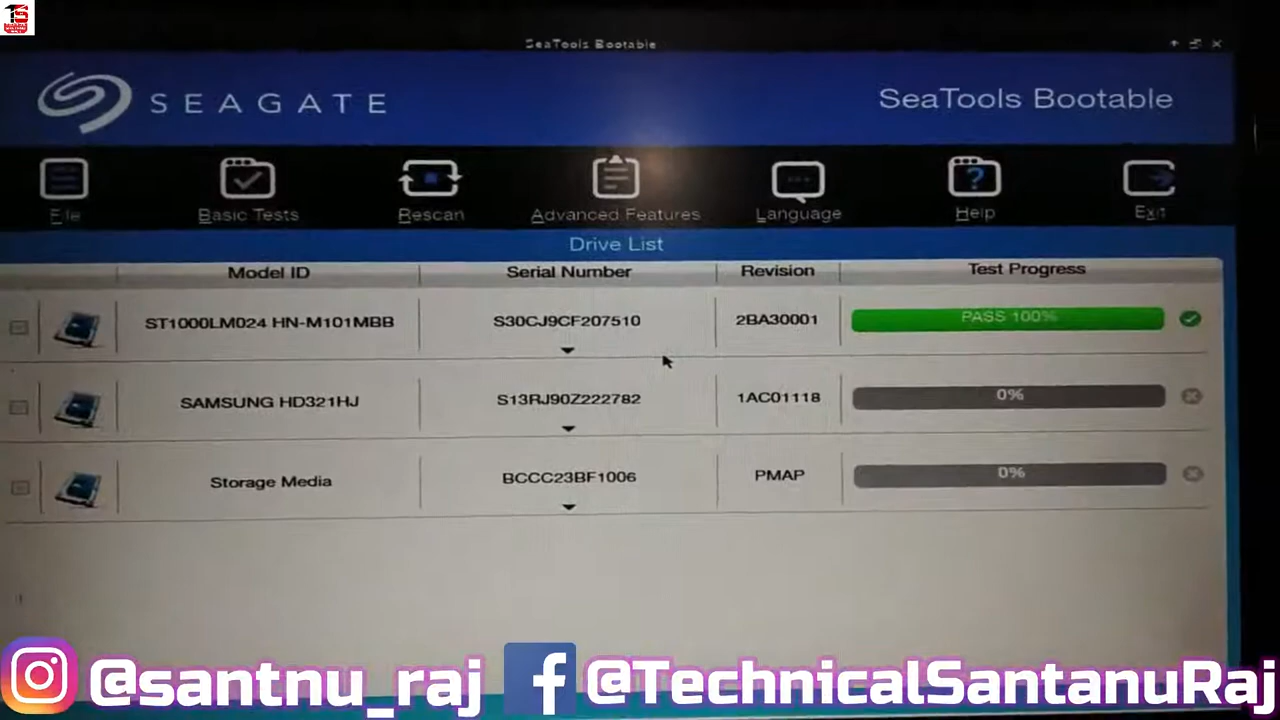 SeaTools Bootable
SEAGATE
SeaTools Bootable
File Basic Tests Rescan Advanced Features Language Help Exit
Drive List
Model ID Serial Number Revision Test Progress
ST1000LM024 HN-M101MBB S30CJ9CF207510 2BA30001 PASS 100%
SAMSUNG HD321HJ S13RJ90Z222782 1AC01118 0%
Storage Media BCCC23BF1006 PMAP 0%
@santnu_raj @TechnicalSantanuRaj